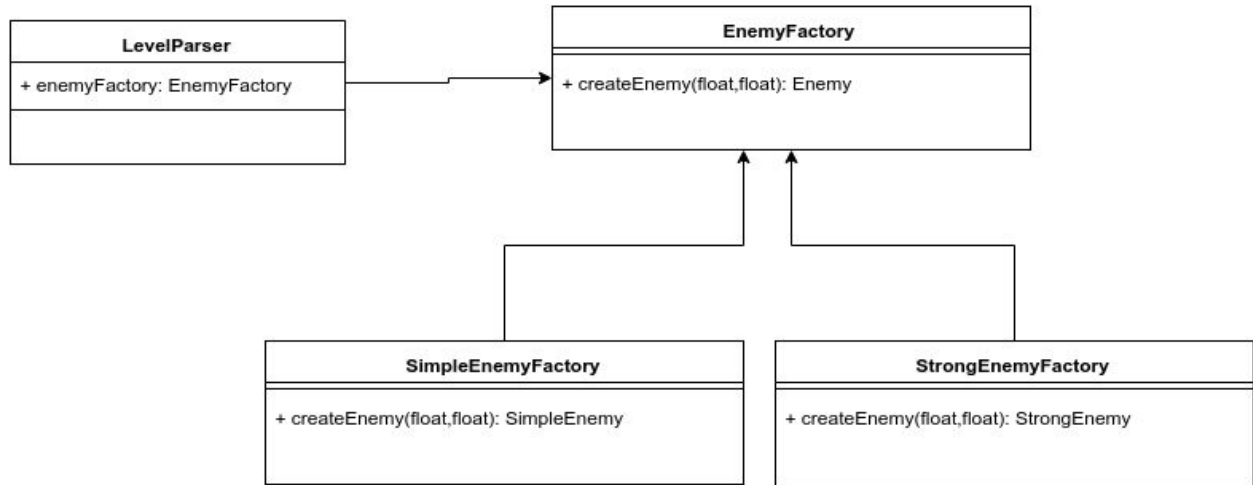 LevelParser
+ enemyFactory: EnemyFactory
EnemyFactory
+ createEnemy(float,float): Enemy
SimpleEnemyFactory
+ createEnemy(float,float): SimpleEnemy
StrongEnemyFactory
+ createEnemy(float,float): StrongEnemy